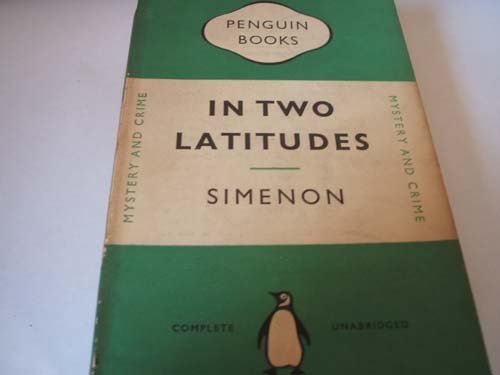 PENGUIN
BOOKS
MYSTERY AND CRIME
IN TWO
LATITUDES
SIMENON
MYSTERY AND CRIME
COMPLETE UNABRIDGED